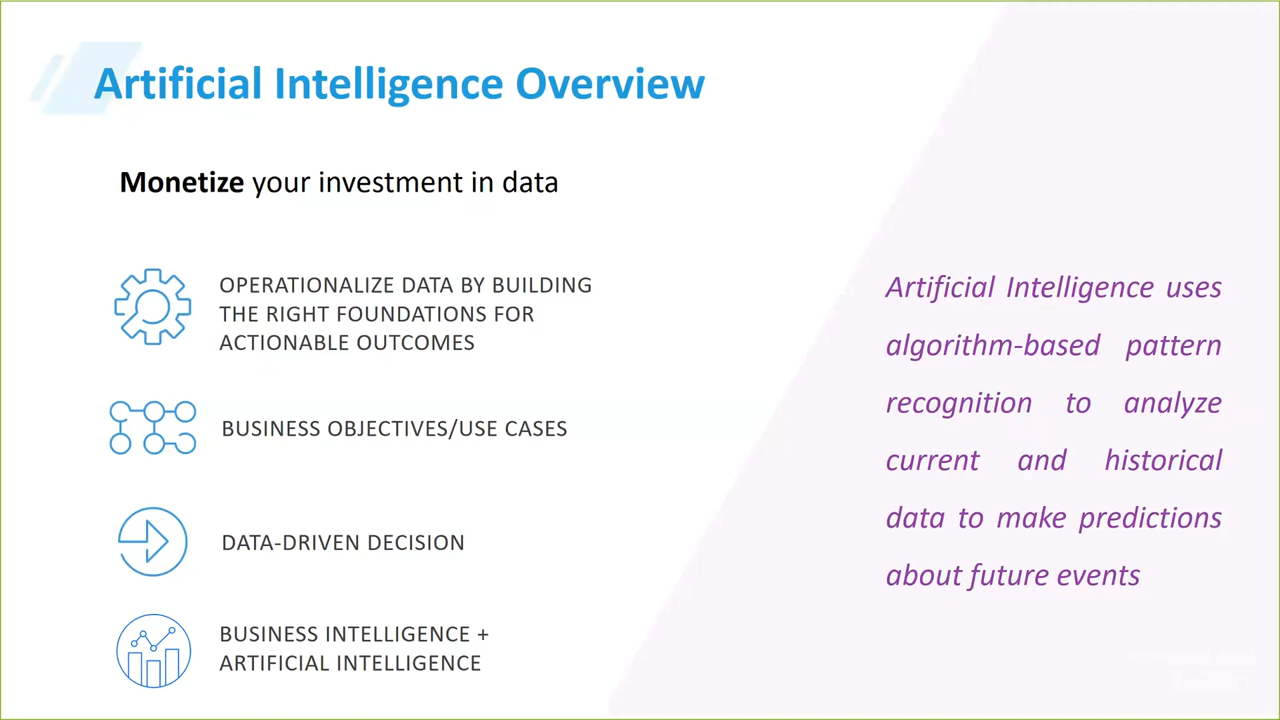 Artificial Intelligence Overview
Monetize your investment in data
OPERATIONALIZE DATA BY BUILDING
THE RIGHT FOUNDATIONS FOR
ACTIONABLE OUTCOMES
BUSINESS OBJECTIVES/USE CASES
DATA-DRIVEN DECISION
BUSINESS INTELLIGENCE +
ARTIFICIAL INTELLIGENCE
Artificial Intelligence uses
algorithm-based pattern
recognition to analyze
current and historical
data to make predictions
about future events